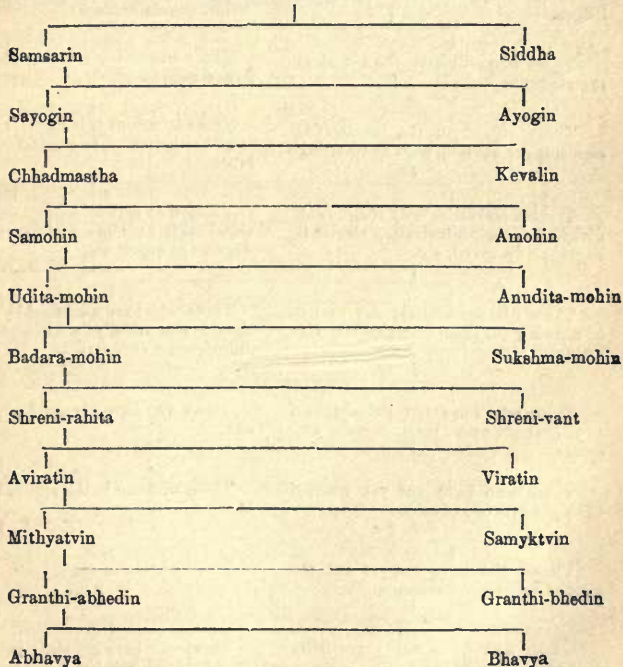 Samsarin Siddha
Sayogin Ayogin
Chhadmastha Kevalin
Samohin Amohin
Udita-mohin Anudita-mohin
Badara-mohin Sukshma-mohin
Shreni-rahita Shreni-vant
Aviratin Viratin
Mithyatvin Samyktvin
Granthi-abhedin Granthi-bhedin
Abhavya Bhavya